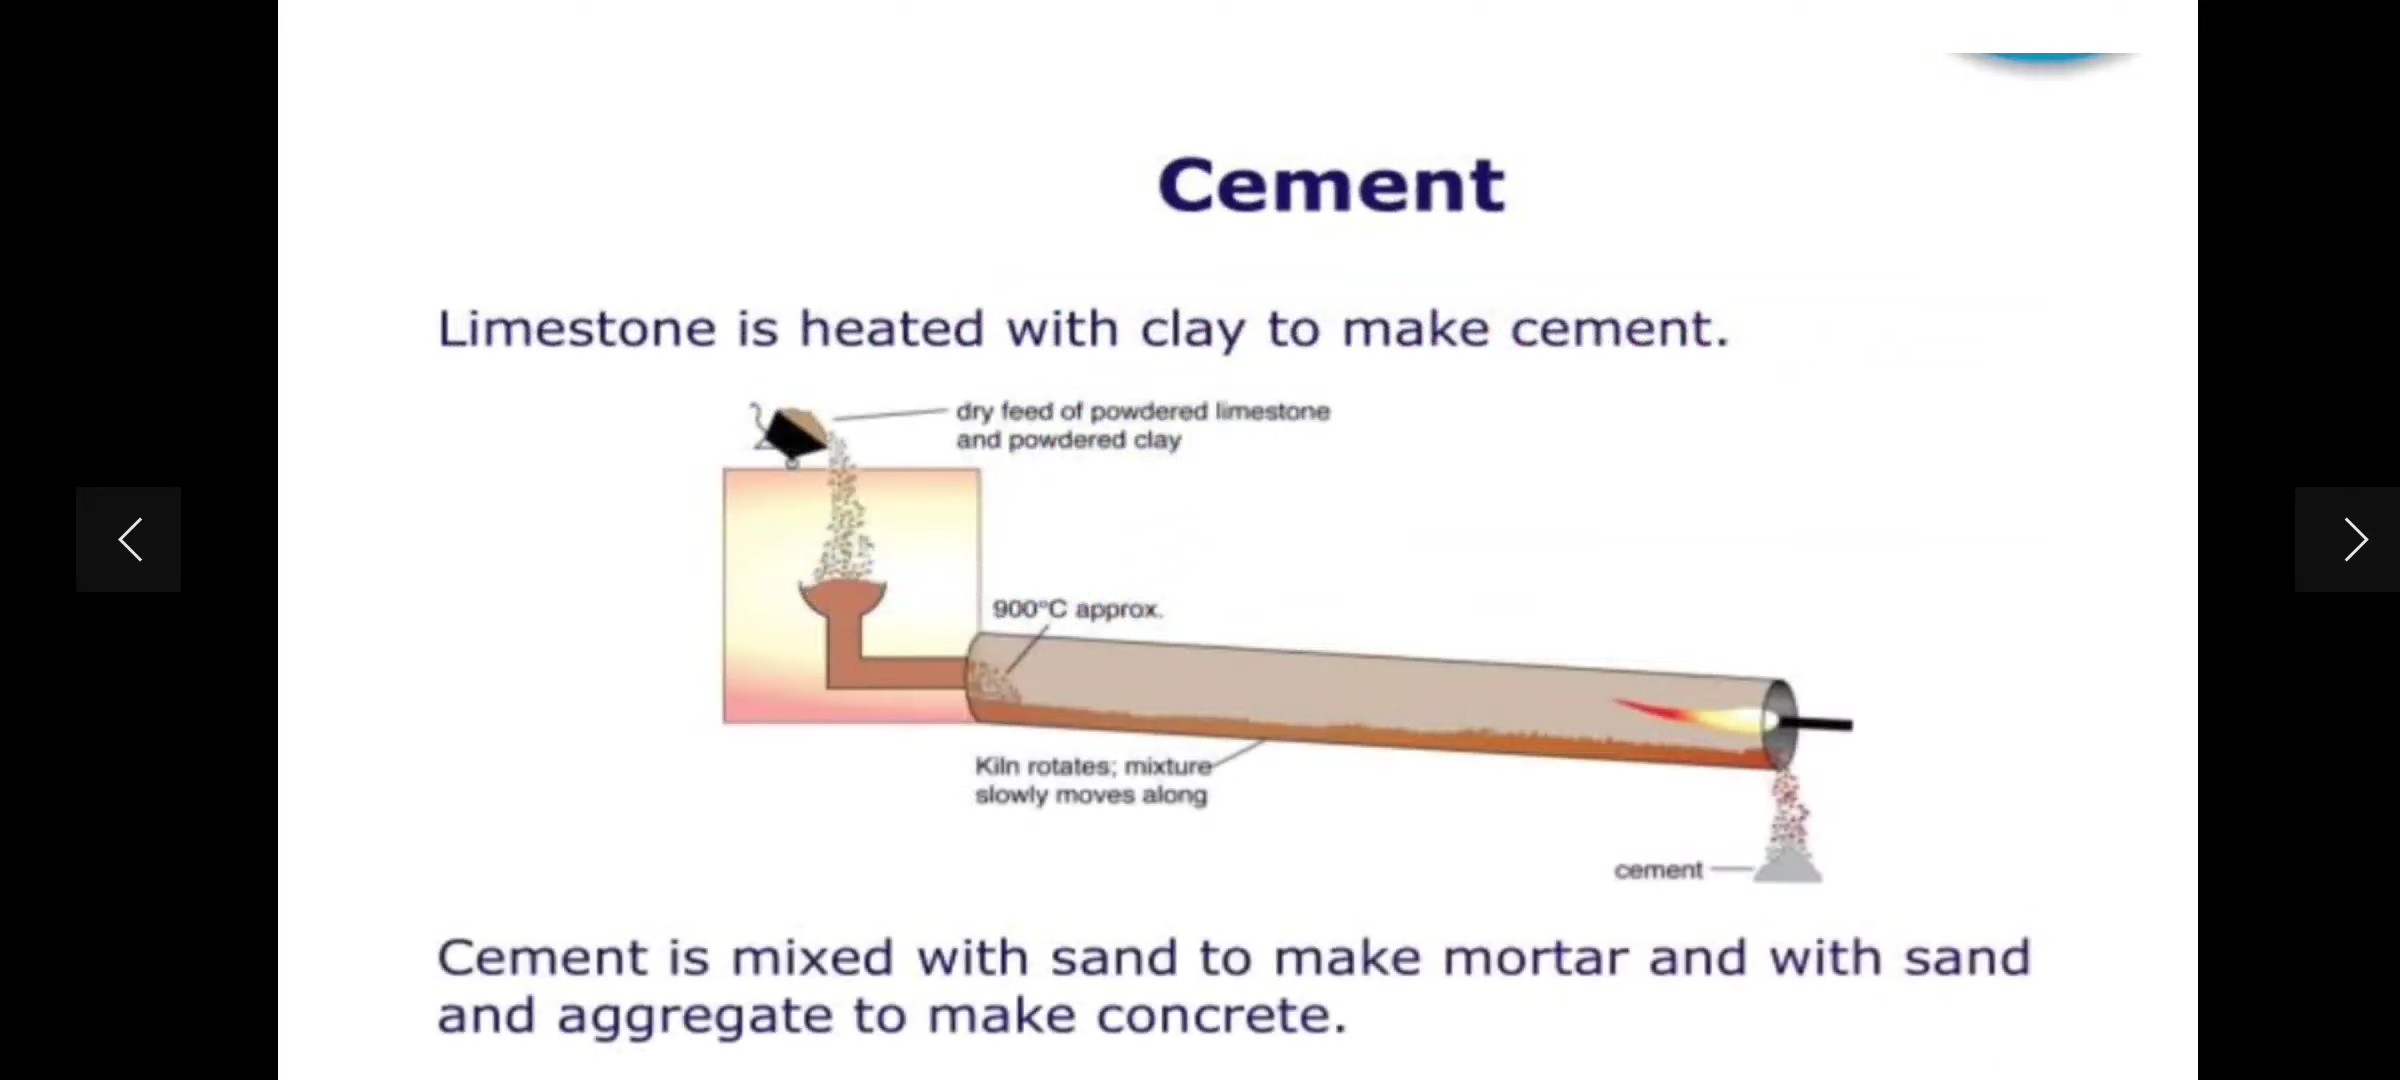 Cement
Limestone is heated with clay to make cement.
dry feed of powdered limestone
and powdered clay
900°C approx.
Kiln rotates; mixture
slowly moves along
cement
Cement is mixed with sand to make mortar and with sand
and aggregate to make concrete.